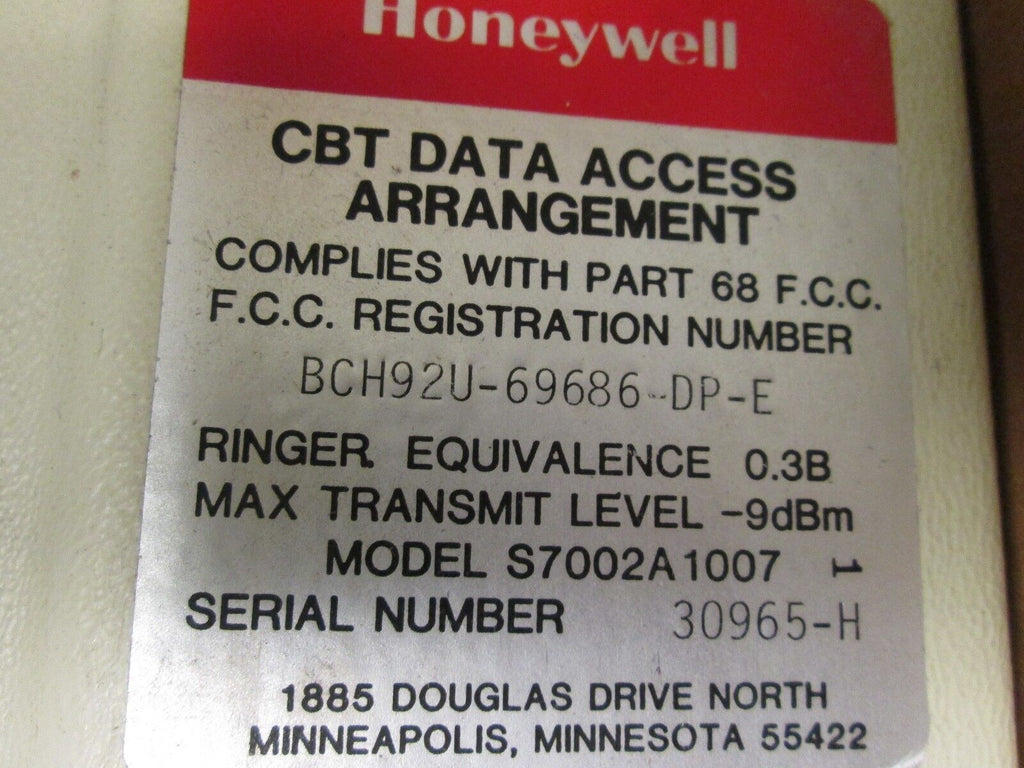 Honeywell
CBT DATA ACCESS
ARRANGEMENT
COMPLIES WITH PART 68 F.C.C.
F.C.C. REGISTRATION NUMBER
BCH92U-69686-DP-E
RINGER EQUIVALENCE 0.3B
MAX TRANSMIT LEVEL -9dBm
MODEL S7002A1007 1
SERIAL NUMBER 30965-H
1885 DOUGLAS DRIVE NORTH
MINNEAPOLIS, MINNESOTA 55422